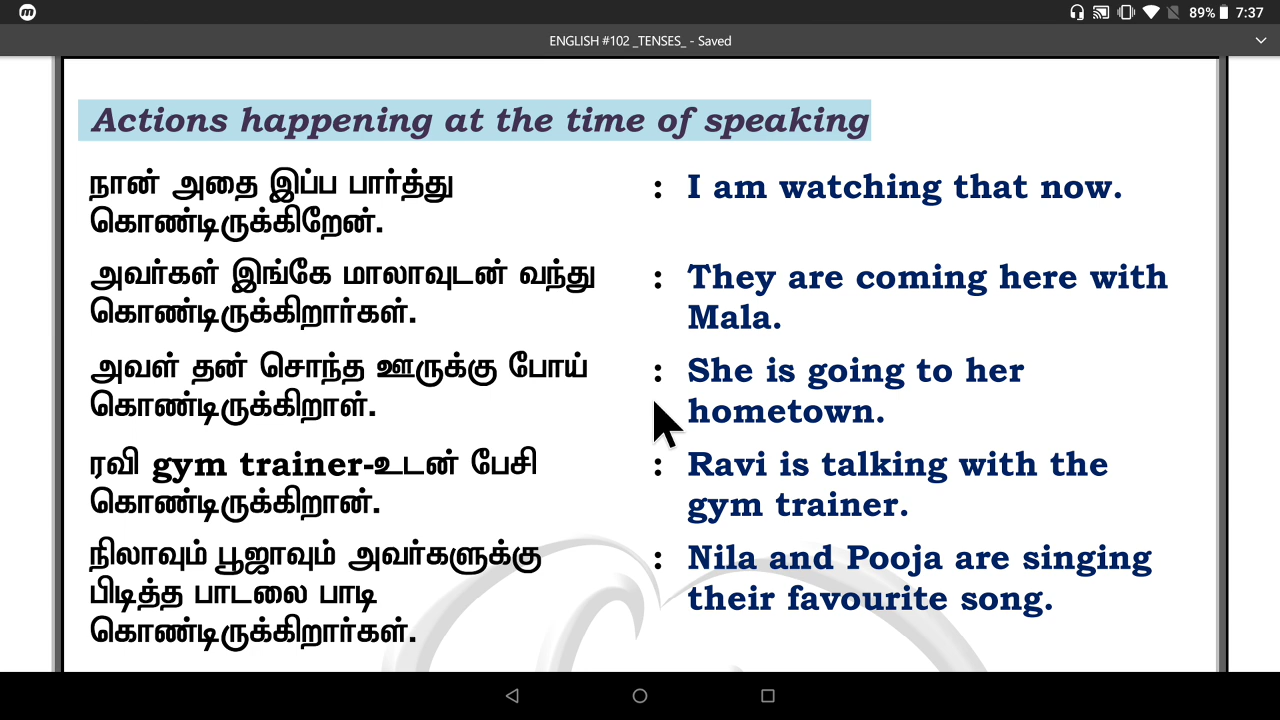 89% 7:37
ENGLISH #102 _TENSES_ - Saved
Actions happening at the time of speaking
நான் அதை இப்ப பார்த்து : I am watching that now.
கொண்டிருக்கிறேன்.
அவர்கள் இங்கே மாலாவுடன் வந்து : They are coming here with
கொண்டிருக்கிறார்கள். Mala.
அவள் தன் சொந்த ஊருக்கு போய் : She is going to her
கொண்டிருக்கிறாள். hometown.
ரவி gym trainer-உடன் பேசி : Ravi is talking with the
கொண்டிருக்கிறான். gym trainer.
நிலாவும் பூஜாவும் அவர்களுக்கு : Nila and Pooja are singing
பிடித்த பாடலை பாடி their favourite song.
கொண்டிருக்கிறார்கள்.